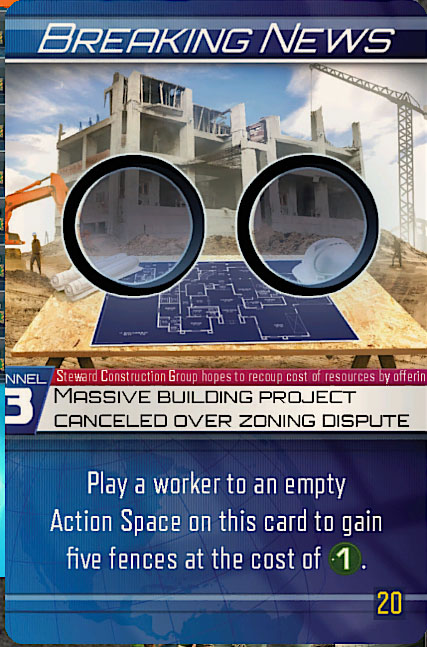 Breaking News
NNEL
3
Steward Construction Group hopes to recoup cost of resources by offerin
Massive building project
canceled over zoning dispute
Play a worker to an empty
Action Space on this card to gain
five fences at the cost of -1.
20